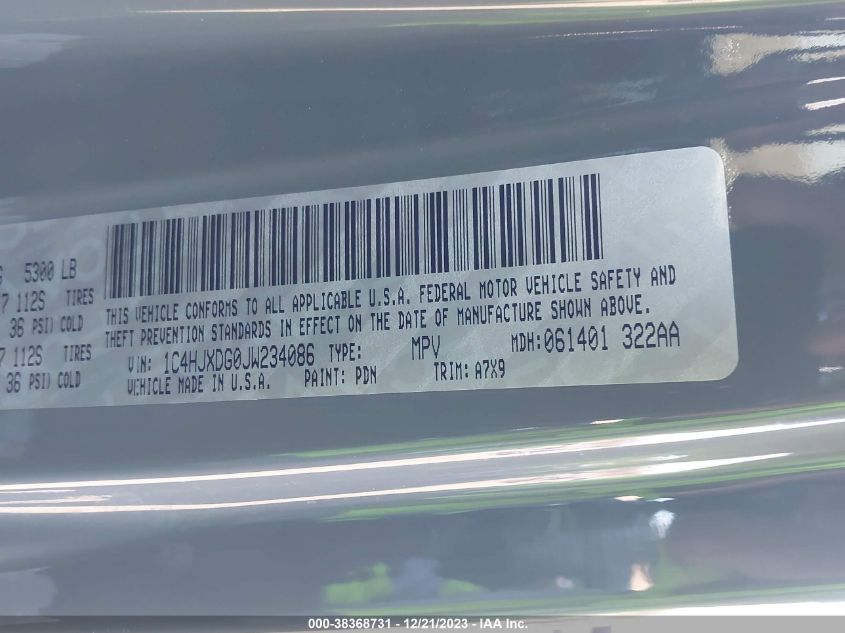 5300 LB
7 112S TIRES
36 PSI) COLD
7 112S TIRES
36 PSI) COLD
THIS VEHICLE CONFORMS TO ALL APPLICABLE U.S.A. FEDERAL MOTOR VEHICLE SAFETY AND
THEFT PREVENTION STANDARDS IN EFFECT ON THE DATE OF MANUFACTURE SHOWN ABOVE.
VIN: 1C4HJXDG0JW234086 TYPE: MPV MDH:061401 322AA
VEHICLE MADE IN U.S.A. PAINT: PDN TRIM: A7X9
000-38368731 - 12/21/2023 - IAA Inc.